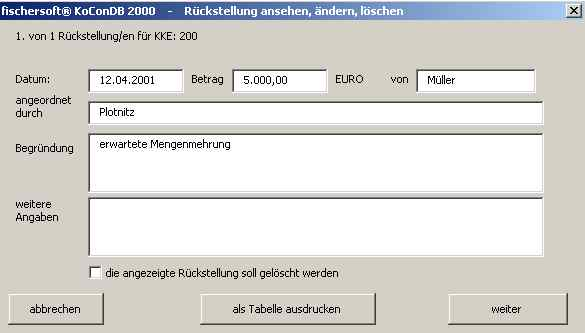 fischersoft® KoConDB 2000 - Rückstellung ansehen, ändern, löschen
1. von 1 Rückstellung/en für KKE: 200
Datum: 12.04.2001 Betrag 5.000,00 EURO von Müller
angeordnet
durch Plotnitz
Begründung erwartete Mengenmehrung
weitere
Angaben
die angezeigte Rückstellung soll gelöscht werden
abbrechen als Tabelle ausdrucken weiter